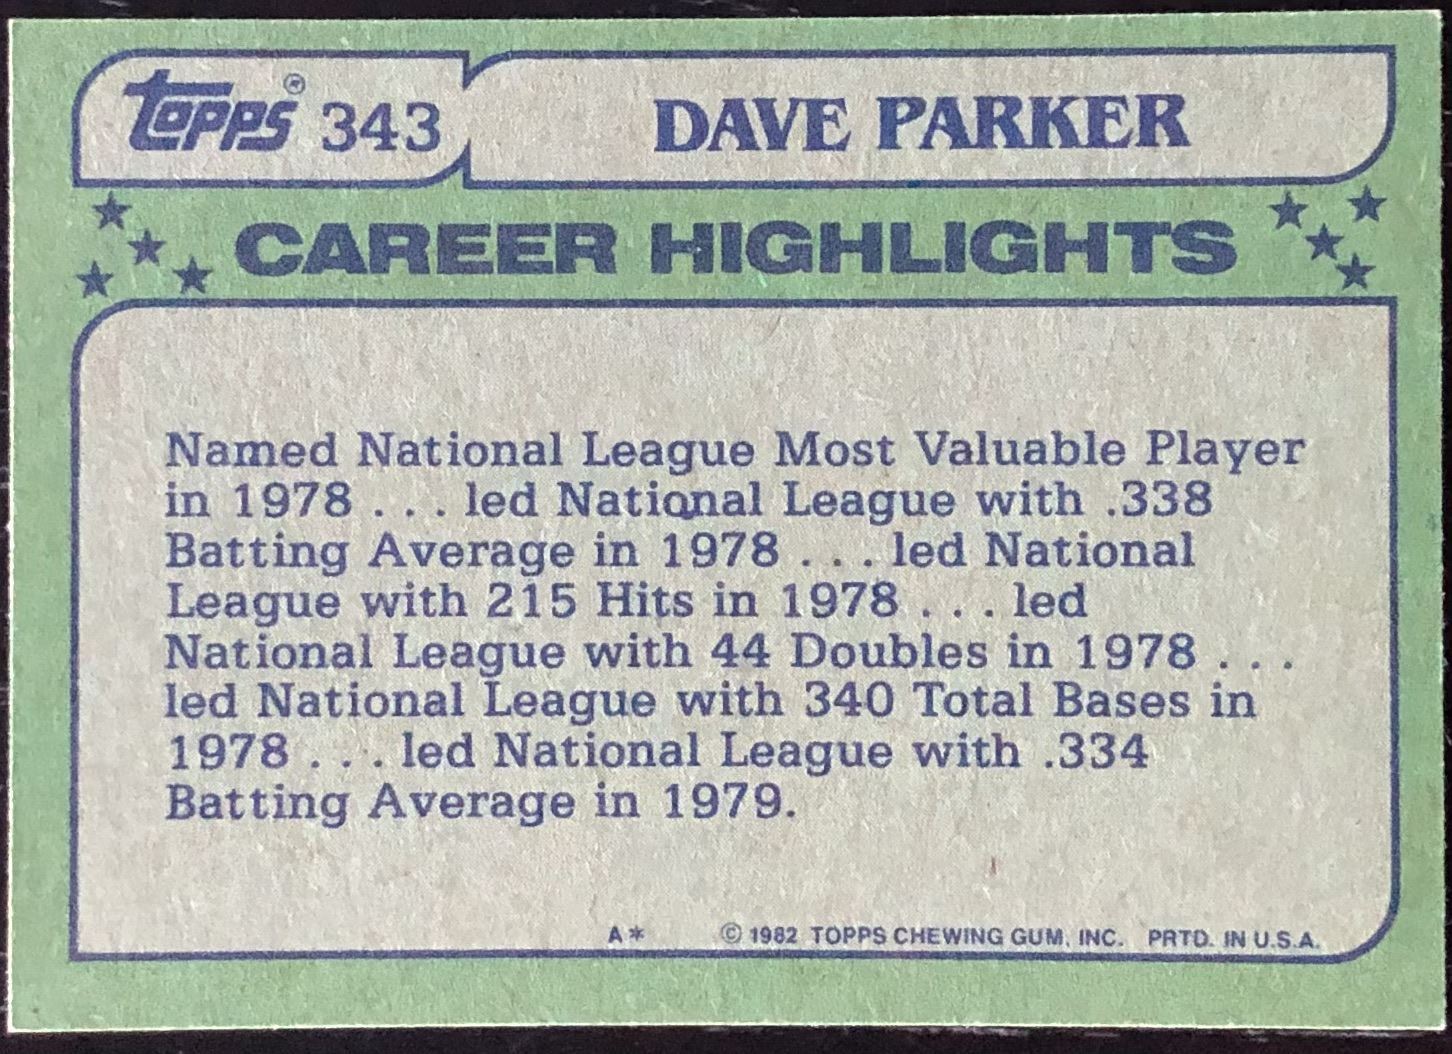 Topps® 343 DAVE PARKER
CAREER HIGHLIGHTS
Named National League Most Valuable Player
in 1978 . . . led National League with .338
Batting Average in 1978 . . . led National
League with 215 Hits in 1978 . . . led
National League with 44 Doubles in 1978 . . .
led National League with 340 Total Bases in
1978 . . . led National League with .334
Batting Average in 1979.
A* © 1982 TOPPS CHEWING GUM, INC. PRTD. IN U.S.A.